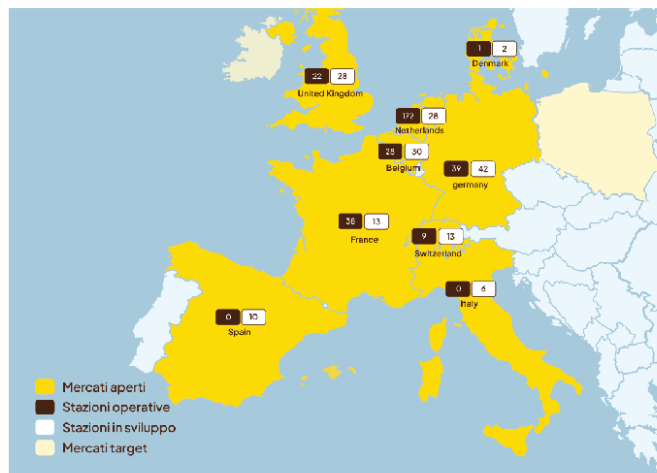 1 2
Denmark
22 28
United Kingdom
172 28
Netherlands
28 30
Belgium
39 42
germany
38 13
France
9 13
Switzerland
0 6
Italy
0 10
Spain
Mercati aperti
Stazioni operative
Stazioni in sviluppo
Mercati target